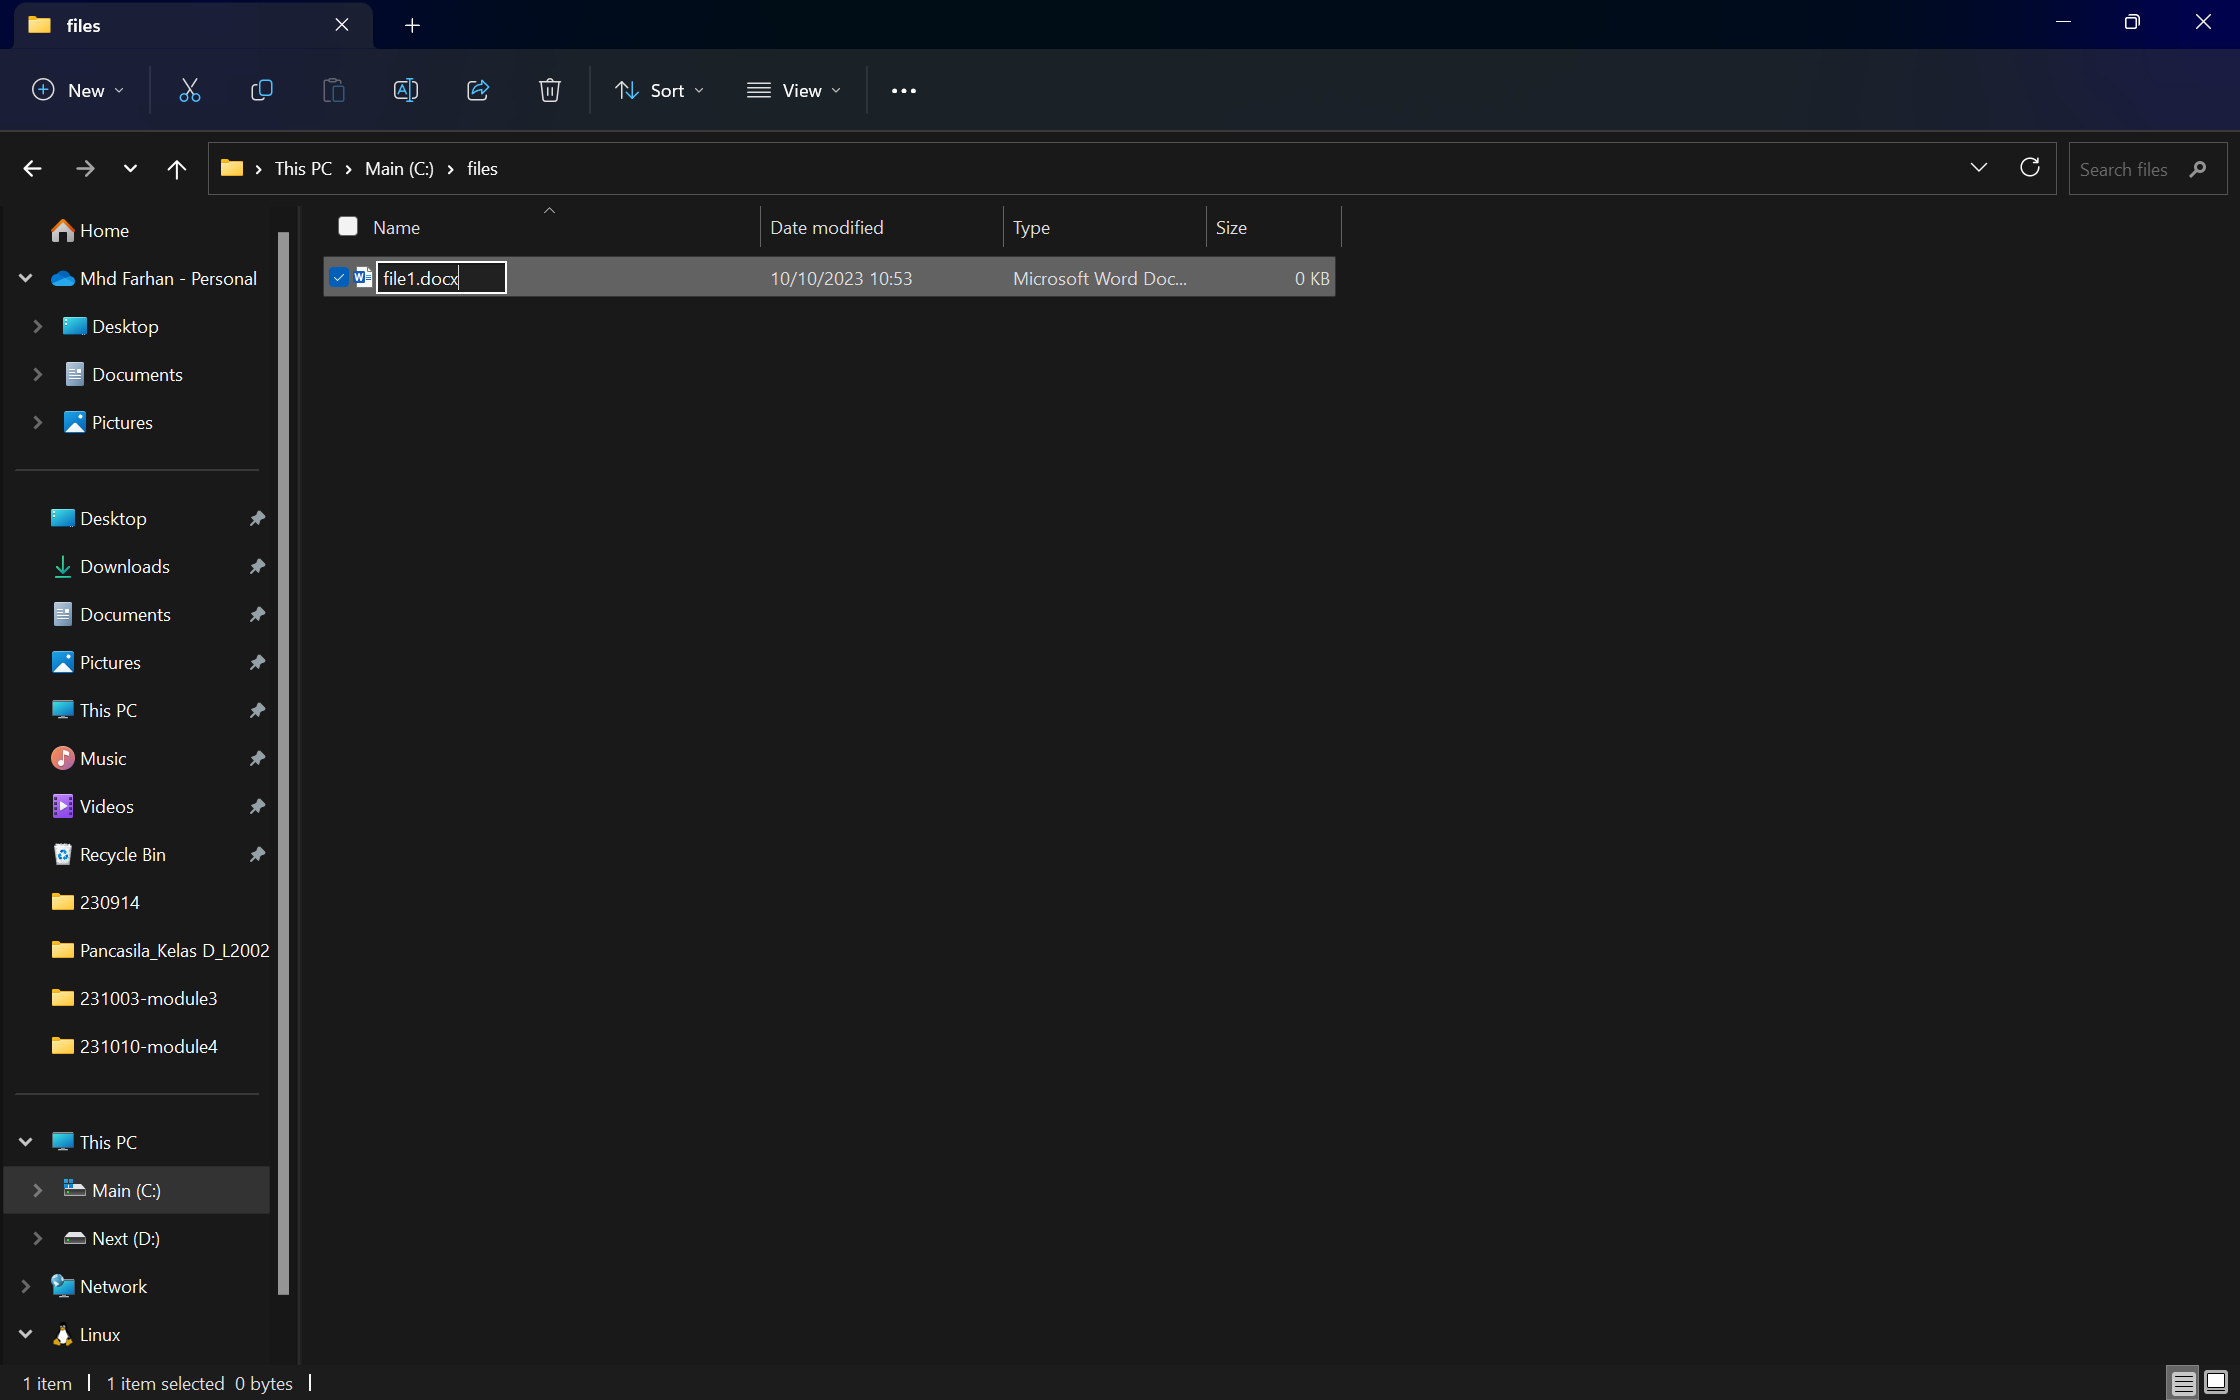 files
New
Sort
View
This PC
Main (C:)
files
Search files
Name
Date modified
Type
Size
file1.docx
10/10/2023 10:53
Microsoft Word Doc...
0 KB
Home
Mhd Farhan - Personal
Desktop
Documents
Pictures
Desktop
Downloads
Documents
Pictures
This PC
Music
Videos
Recycle Bin
230914
Pancasila_Kelas D_L2002
231003-module3
231010-module4
This PC
Main (C:)
Next (D:)
Network
Linux
1 item
1 item selected 0 bytes